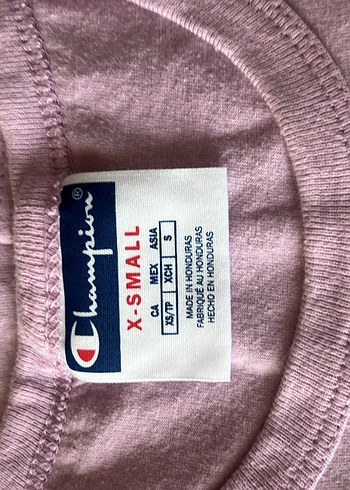 Champion®
X-SMALL
CA MEX ASIA
XS/TP XCH S
MADE IN HONDURAS
FABRIQUÉ AU HONDURAS
HECHO EN HONDURAS